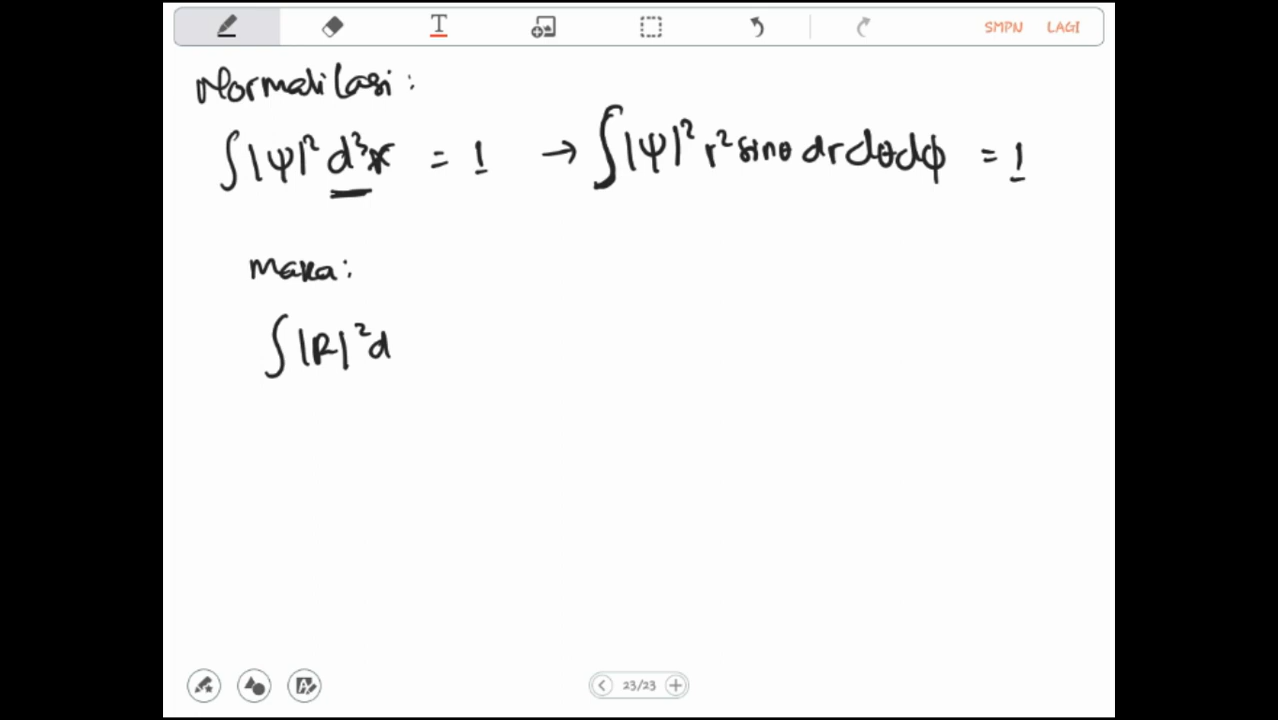 T SMPN LAGI
Normalisasi:
∫|Ψ|² d³x = 1 → ∫|Ψ|² r² sinθ dr dθ dϕ = 1
Maka:
∫|R|² d
23/23